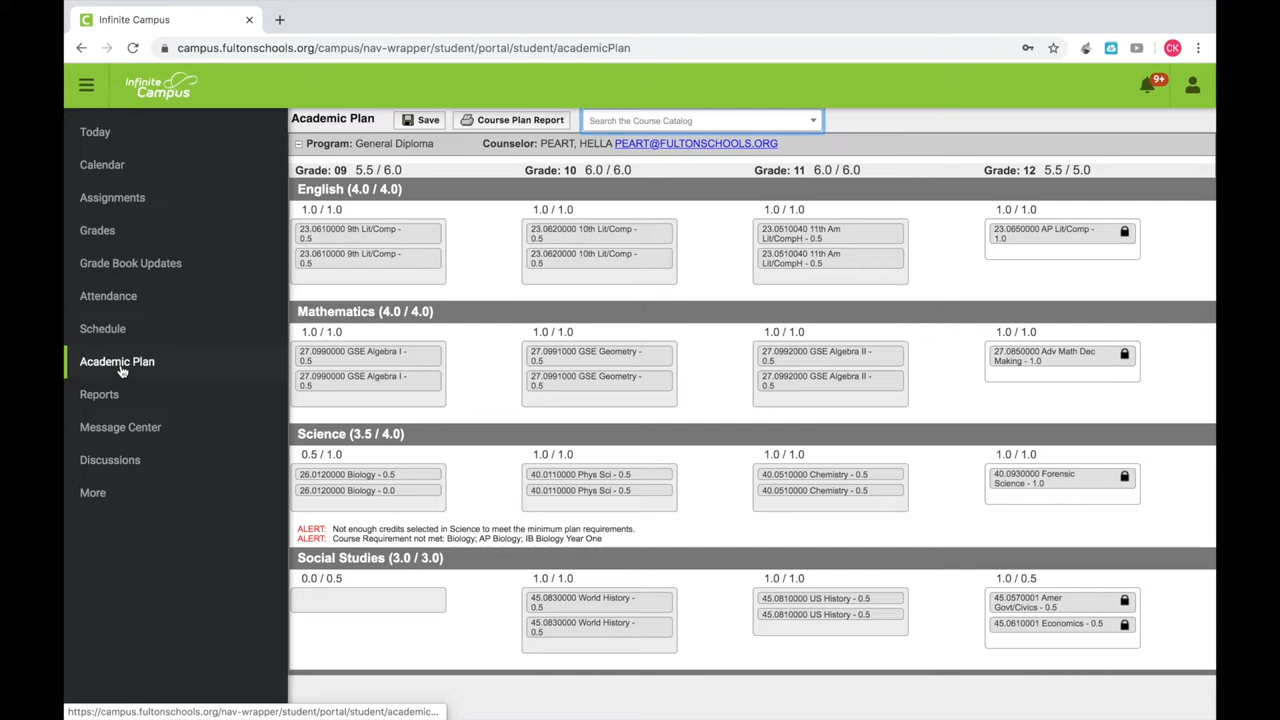 Infinite Campus
campus.fultonschools.org/campus/nav-wrapper/student/portal/student/academicPlan
CK
Infinite Campus
9+
Today
Calendar
Assignments
Grades
Grade Book Updates
Attendance
Schedule
Academic Plan
Reports
Message Center
Discussions
More
Academic Plan Save Course Plan Report Search the Course Catalog
Program: General Diploma Counselor: PEART, HELLA PEART@FULTONSCHOOLS.ORG
Grade: 09 5.5 / 6.0 Grade: 10 6.0 / 6.0 Grade: 11 6.0 / 6.0 Grade: 12 5.5 / 5.0
English (4.0 / 4.0)
1.0 / 1.0 1.0 / 1.0 1.0 / 1.0 1.0 / 1.0
23.0610000 9th Lit/Comp - 23.0620000 10th Lit/Comp - 23.0510040 11th Am 23.0650000 AP Lit/Comp -
0.5 0.5 Lit/CompH - 0.5 1.0
23.0610000 9th Lit/Comp - 23.0620000 10th Lit/Comp - 23.0510040 11th Am
0.5 0.5 Lit/CompH - 0.5
Mathematics (4.0 / 4.0)
1.0 / 1.0 1.0 / 1.0 1.0 / 1.0 1.0 / 1.0
27.0990000 GSE Algebra I - 27.0991000 GSE Geometry - 27.0992000 GSE Algebra II - 27.0850000 Adv Math Dec
0.5 0.5 0.5 Making - 1.0
27.0990000 GSE Algebra I - 27.0991000 GSE Geometry - 27.0992000 GSE Algebra II -
0.5 0.5 0.5
Science (3.5 / 4.0)
0.5 / 1.0 1.0 / 1.0 1.0 / 1.0 1.0 / 1.0
26.0120000 Biology - 0.5 40.0110000 Phys Sci - 0.5 40.0510000 Chemistry - 0.5 40.0930000 Forensic
Science - 1.0
26.0120000 Biology - 0.0 40.0110000 Phys Sci - 0.5 40.0510000 Chemistry - 0.5
ALERT: Not enough credits selected in Science to meet the minimum plan requirements.
ALERT: Course Requirement not met: Biology; AP Biology; IB Biology Year One
Social Studies (3.0 / 3.0)
0.0 / 0.5 1.0 / 1.0 1.0 / 1.0 1.0 / 0.5
45.0830000 World History - 45.0810000 US History - 0.5 45.0570001 Amer
0.5 Govt/Civics - 0.5
45.0830000 World History - 45.0810000 US History - 0.5 45.0610001 Economics - 0.5
0.5
https://campus.fultonschools.org/nav-wrapper/student/portal/student/academic...